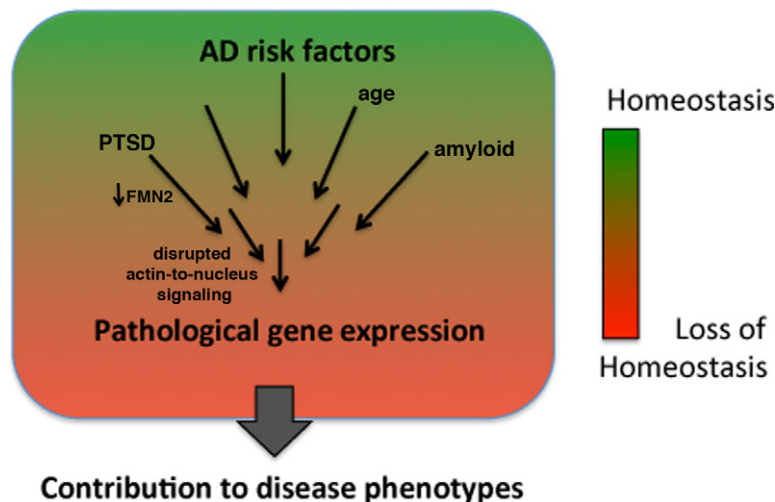 AD risk factors
age
PTSD
amyloid
↓FMN2
disrupted
actin-to-nucleus
signaling
Pathological gene expression
Contribution to disease phenotypes
Homeostasis
Loss of
Homeostasis